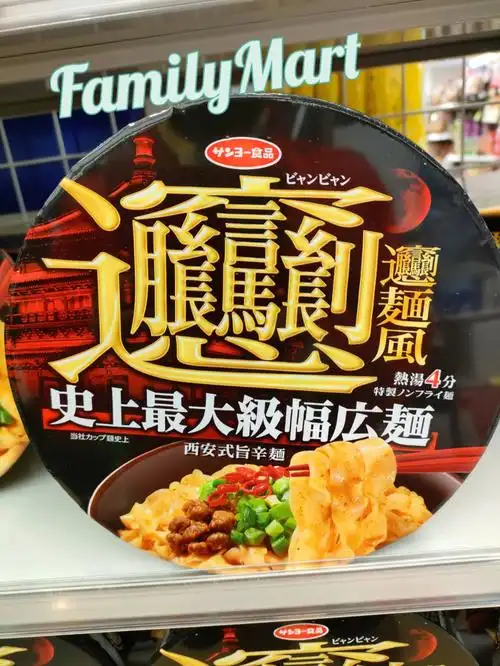 FamilyMart
サンヨー食品
ビャンビャン
𰻞
𰻞麺風
熱湯4分
特製ノンフライ麺
史上最大級幅広麺
当社カップ麺史上
西安式旨辛麺
サンヨー食品
ビャンビャン